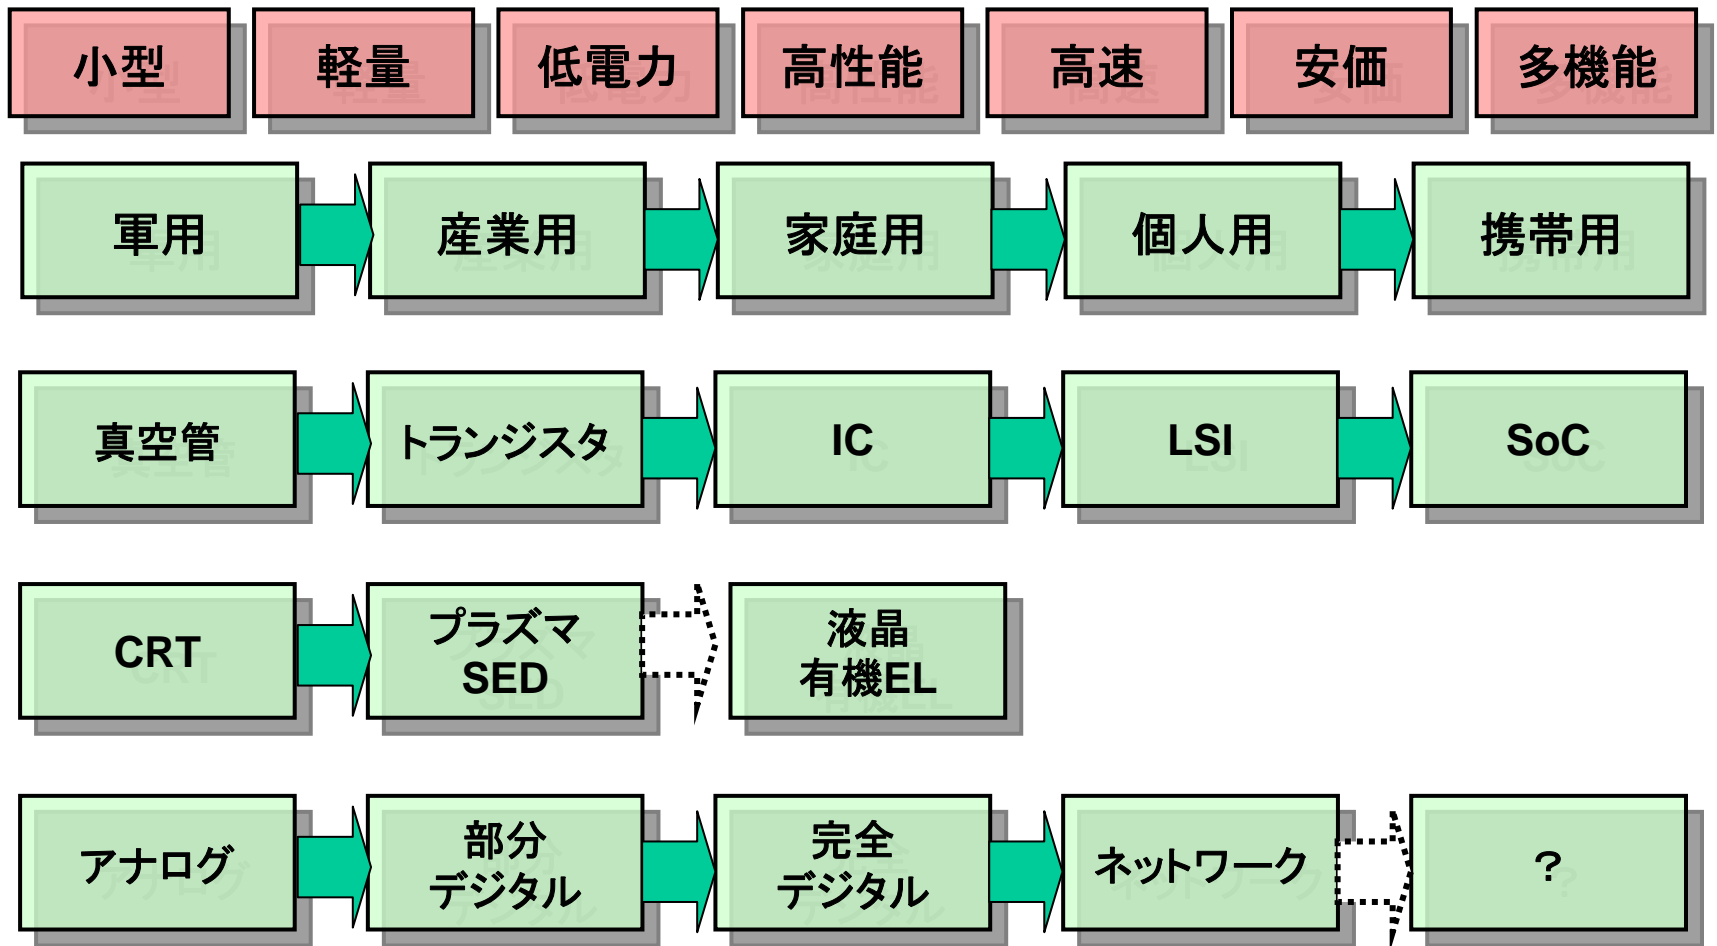 小型 軽量 低電力 高性能 高速 安価 多機能
軍用 産業用 家庭用 個人用 携帯用
真空管 トランジスタ IC LSI SoC
CRT
プラズマ
SED
液晶
有機EL
アナログ
部分
デジタル
完全
デジタル
ネットワーク
？